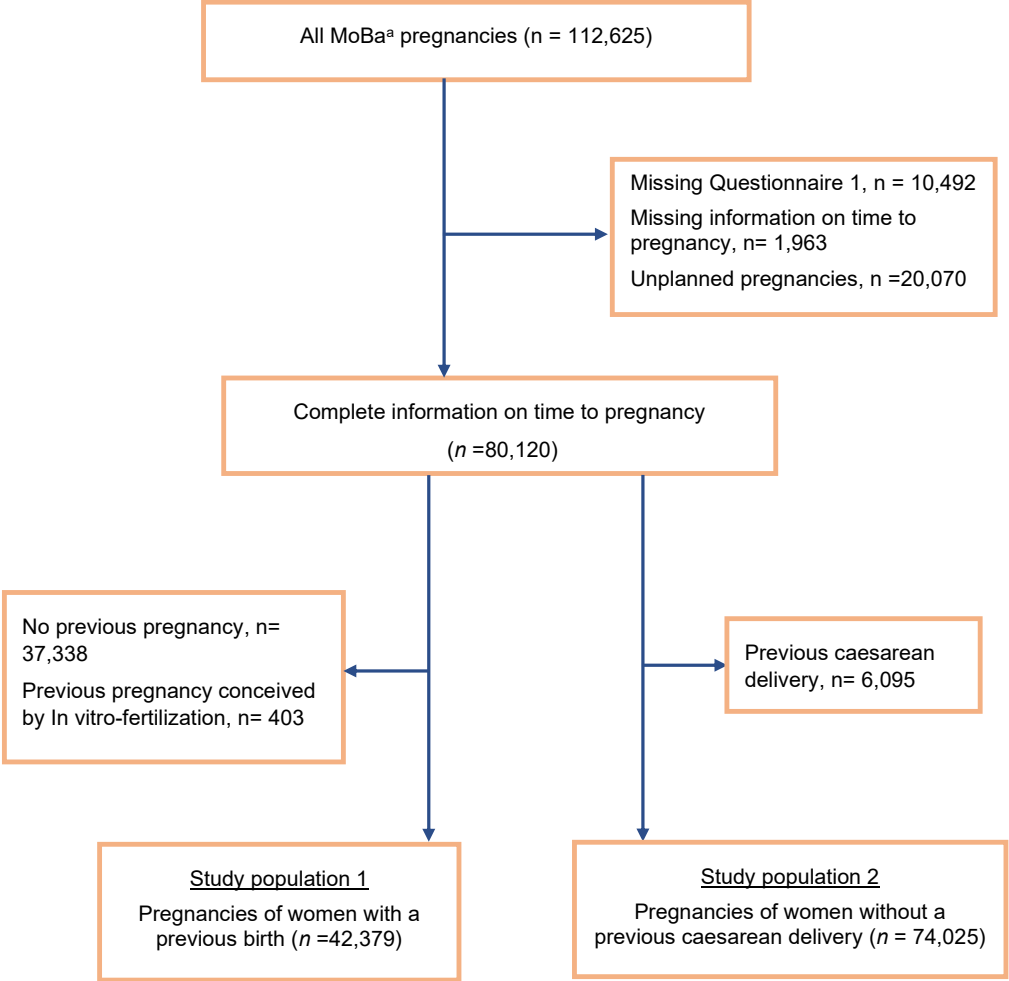 All MoBaᵃ pregnancies (n = 112,625)
Missing Questionnaire 1, n = 10,492
Missing information on time to
pregnancy, n= 1,963
Unplanned pregnancies, n =20,070
Complete information on time to pregnancy
(n =80,120)
No previous pregnancy, n=
37,338
Previous pregnancy conceived
by In vitro-fertilization, n= 403
Previous caesarean
delivery, n= 6,095
Study population 1
Pregnancies of women with a
previous birth (n =42,379)
Study population 2
Pregnancies of women without a
previous caesarean delivery (n = 74,025)